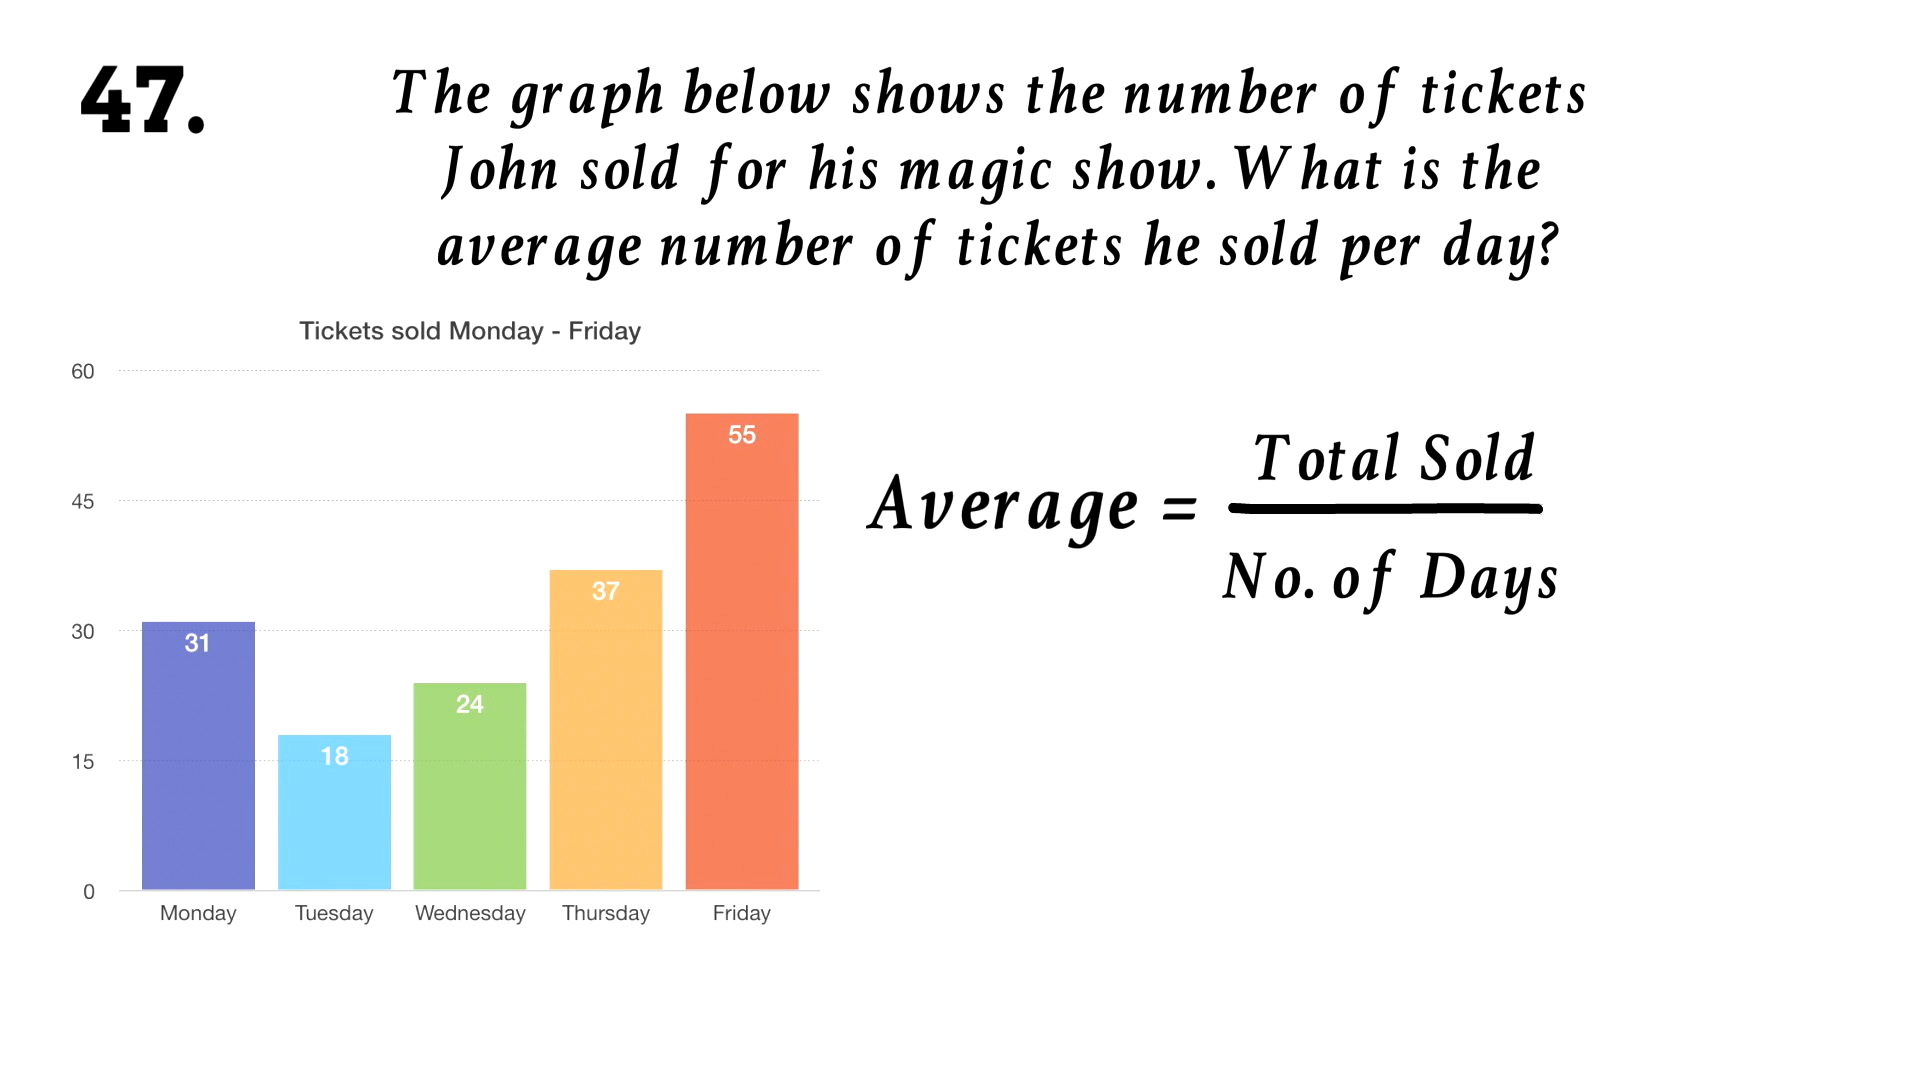 47.
The graph below shows the number of tickets
John sold for his magic show. What is the
average number of tickets he sold per day?
Tickets sold Monday - Friday
60
45
30
15
0
31
18
24
37
55
Monday Tuesday Wednesday Thursday Friday
Average = Total Sold
No. of Days